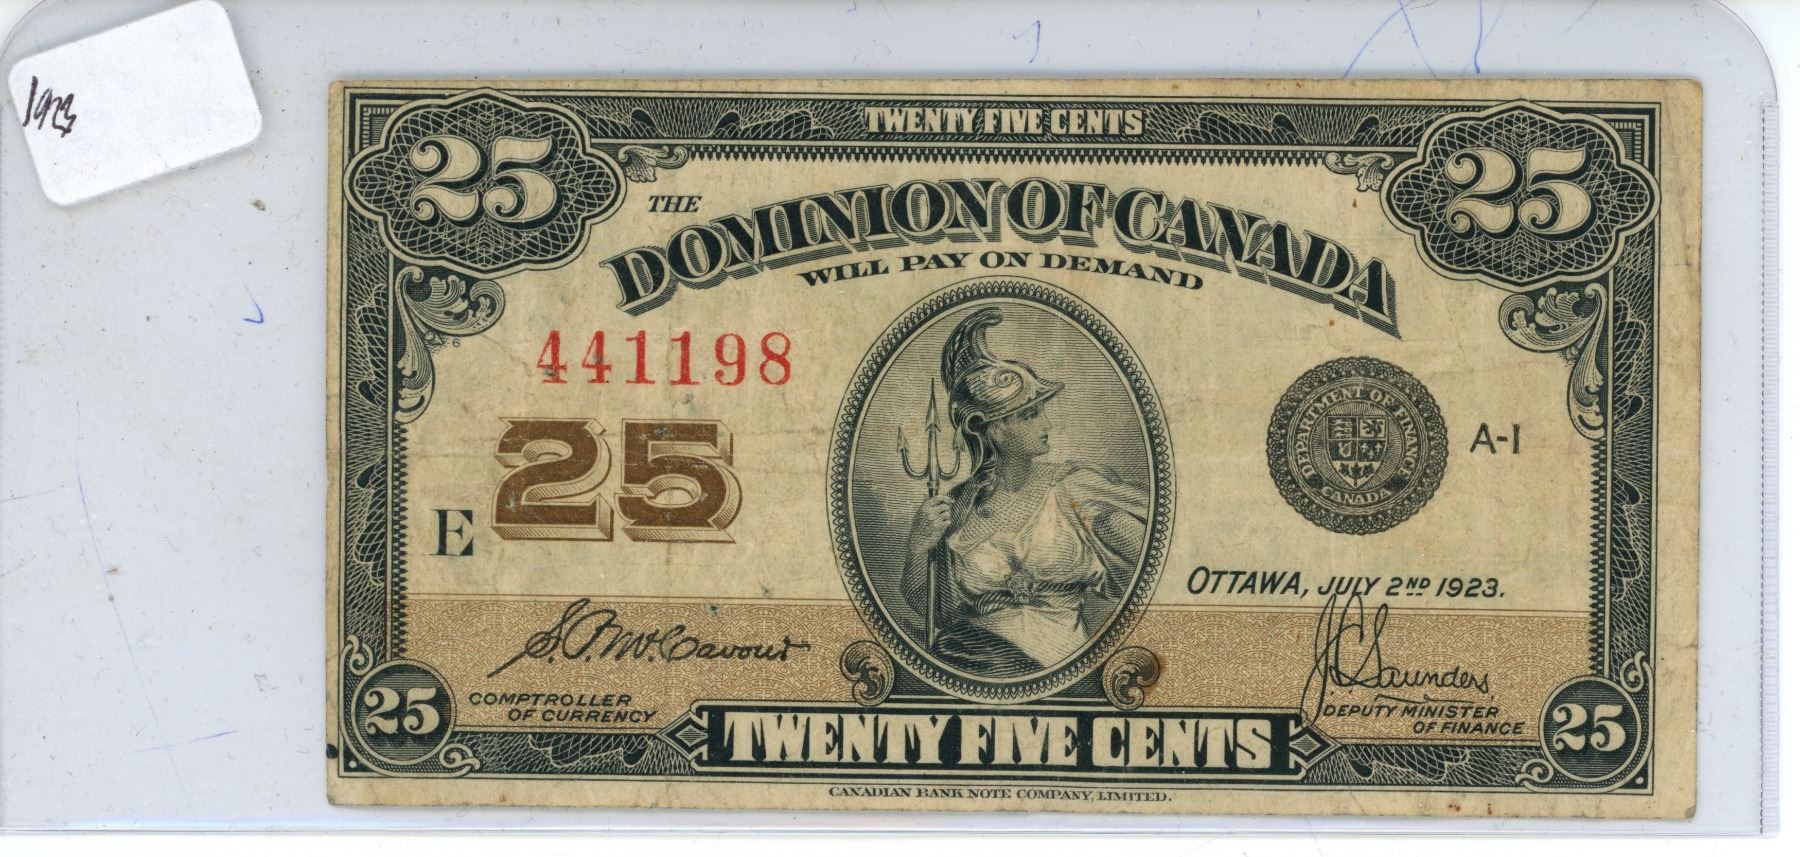 1923
TWENTY FIVE CENTS
25
25
THE
DOMINION OF CANADA
WILL PAY ON DEMAND
441198
25
E
DEPARTMENT OF FINANCE
CANADA
A-1
OTTAWA, JULY 2ND 1923.
J.C. Saunders
COMPTROLLER
OF CURRENCY
DEPUTY MINISTER
OF FINANCE
25
TWENTY FIVE CENTS
25
CANADIAN BANK NOTE COMPANY, LIMITED.